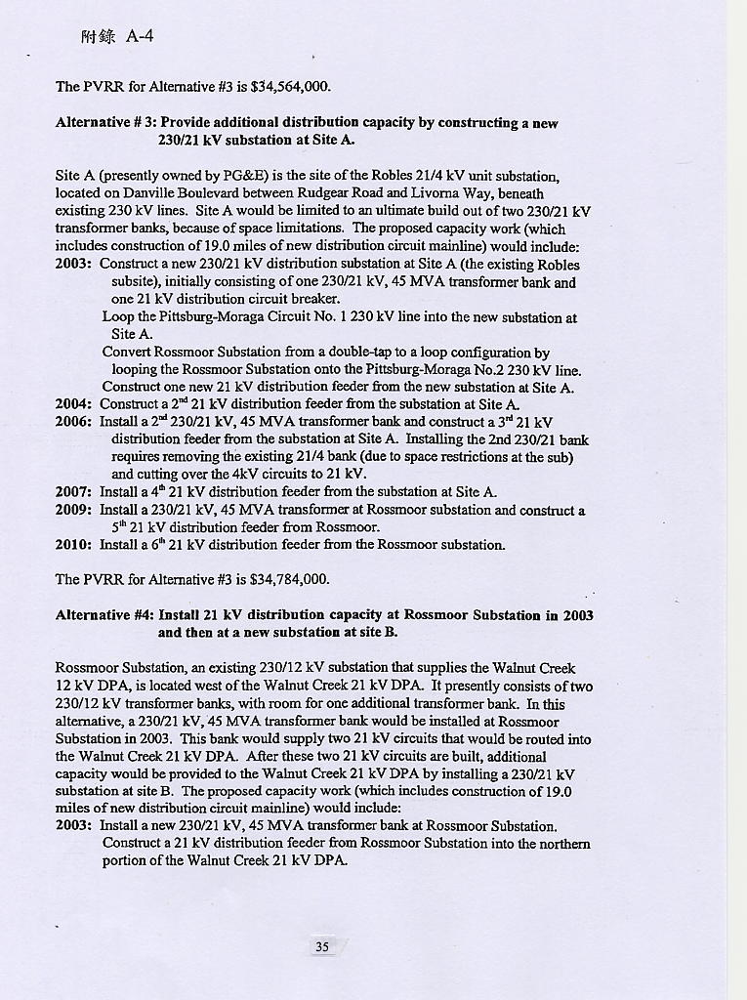 附錄 A-4
The PVRR for Alternative #3 is $34,564,000.
Alternative # 3: Provide additional distribution capacity by constructing a new
230/21 kV substation at Site A.
Site A (presently owned by PG&E) is the site of the Robles 21/4 kV unit substation,
located on Danville Boulevard between Rudgear Road and Livorna Way, beneath
existing 230 kV lines. Site A would be limited to an ultimate build out of two 230/21 kV
transformer banks, because of space limitations. The proposed capacity work (which
includes construction of 19.0 miles of new distribution circuit mainline) would include:
2003: Construct a new 230/21 kV distribution substation at Site A (the existing Robles
subsite), initially consisting of one 230/21 kV, 45 MVA transformer bank and
one 21 kV distribution circuit breaker.
Loop the Pittsburg-Moraga Circuit No. 1 230 kV line into the new substation at
Site A.
Convert Rossmoor Substation from a double-tap to a loop configuration by
looping the Rossmoor Substation onto the Pittsburg-Moraga No.2 230 kV line.
Construct one new 21 kV distribution feeder from the new substation at Site A.
2004: Construct a 2nd 21 kV distribution feeder from the substation at Site A.
2006: Install a 2nd 230/21 kV, 45 MVA transformer bank and construct a 3rd 21 kV
distribution feeder from the substation at Site A. Installing the 2nd 230/21 bank
requires removing the existing 21/4 bank (due to space restrictions at the sub)
and cutting over the 4kV circuits to 21 kV.
2007: Install a 4th 21 kV distribution feeder from the substation at Site A.
2009: Install a 230/21 kV, 45 MVA transformer at Rossmoor substation and construct a
5th 21 kV distribution feeder from Rossmoor.
2010: Install a 6th 21 kV distribution feeder from the Rossmoor substation.
The PVRR for Alternative #3 is $34,784,000.
Alternative #4: Install 21 kV distribution capacity at Rossmoor Substation in 2003
and then at a new substation at site B.
Rossmoor Substation, an existing 230/12 kV substation that supplies the Walnut Creek
12 kV DPA, is located west of the Walnut Creek 21 kV DPA. It presently consists of two
230/12 kV transformer banks, with room for one additional transformer bank. In this
alternative, a 230/21 kV, 45 MVA transformer bank would be installed at Rossmoor
Substation in 2003. This bank would supply two 21 kV circuits that would be routed into
the Walnut Creek 21 kV DPA. After these two 21 kV circuits are built, additional
capacity would be provided to the Walnut Creek 21 kV DPA by installing a 230/21 kV
substation at site B. The proposed capacity work (which includes construction of 19.0
miles of new distribution circuit mainline) would include:
2003: Install a new 230/21 kV, 45 MVA transformer bank at Rossmoor Substation.
Construct a 21 kV distribution feeder from Rossmoor Substation into the northern
portion of the Walnut Creek 21 kV DPA.
35